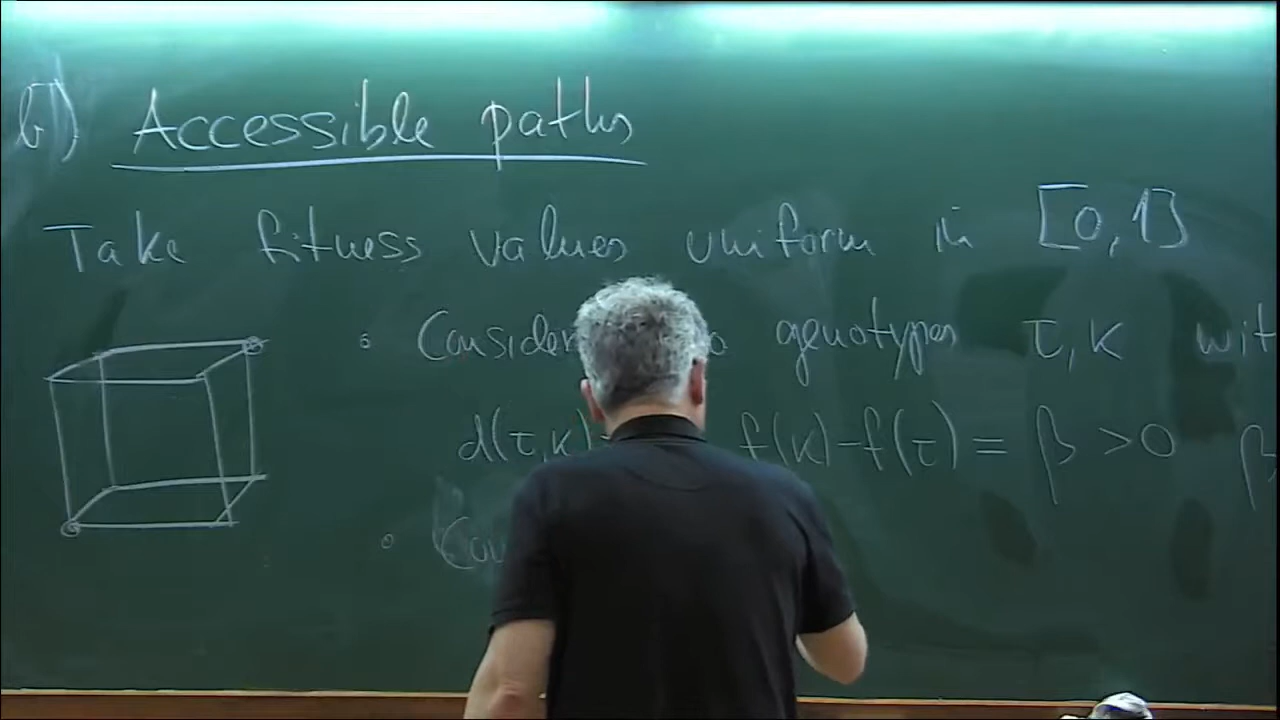 b) Accessible paths
Take fitness values uniform in [0,1]
• Consider genotypes τ, κ wit
d(τ,κ) f(κ)-f(τ) = β >0 β
•